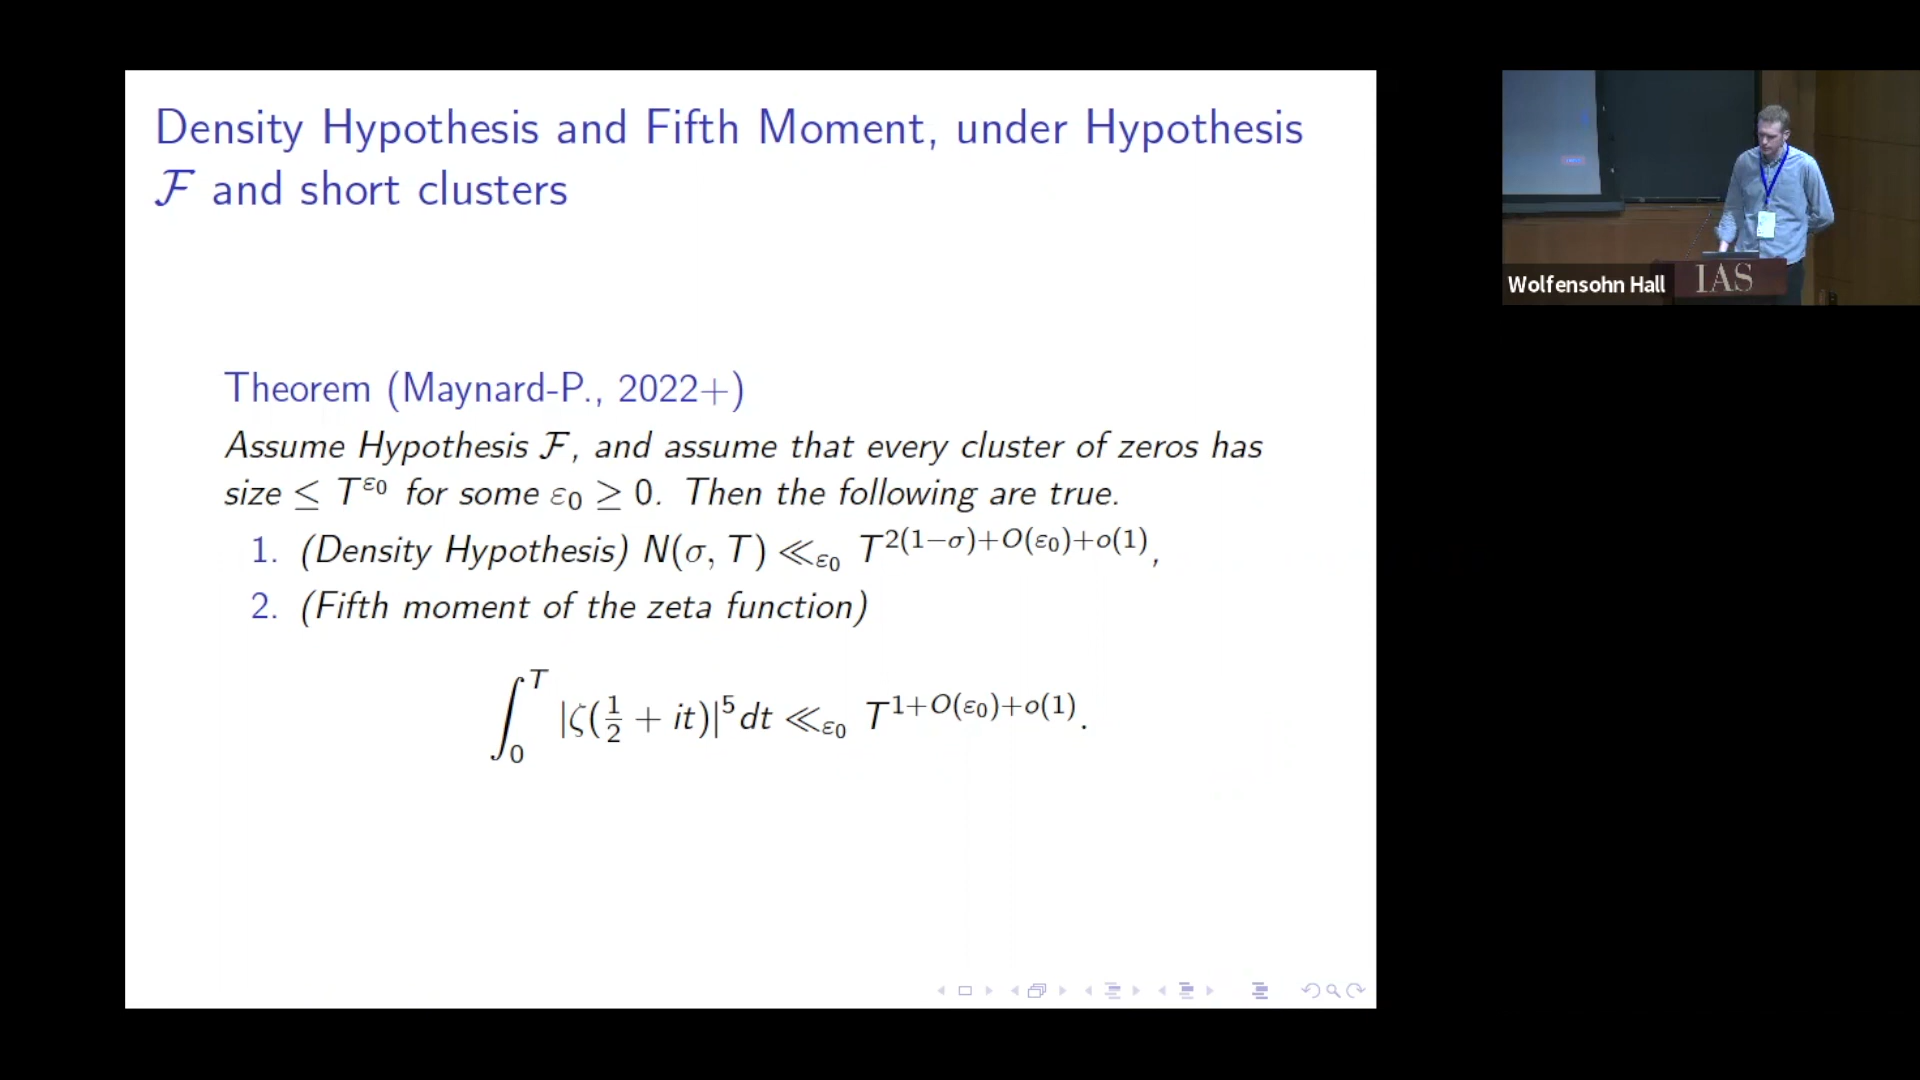 Density Hypothesis and Fifth Moment, under Hypothesis
ℱ and short clusters
Theorem (Maynard-P., 2022+)
Assume Hypothesis ℱ, and assume that every cluster of zeros has
size ≤ T^{ε₀} for some ε₀ ≥ 0. Then the following are true.
1. (Density Hypothesis) N(σ, T) ≪_{ε₀} T^{2(1−σ)+O(ε₀)+o(1)},
2. (Fifth moment of the zeta function)
∫_0^T |ζ(1/2 + it)|^5 dt ≪_{ε₀} T^{1+O(ε₀)+o(1)}.
Wolfensohn Hall
IAS